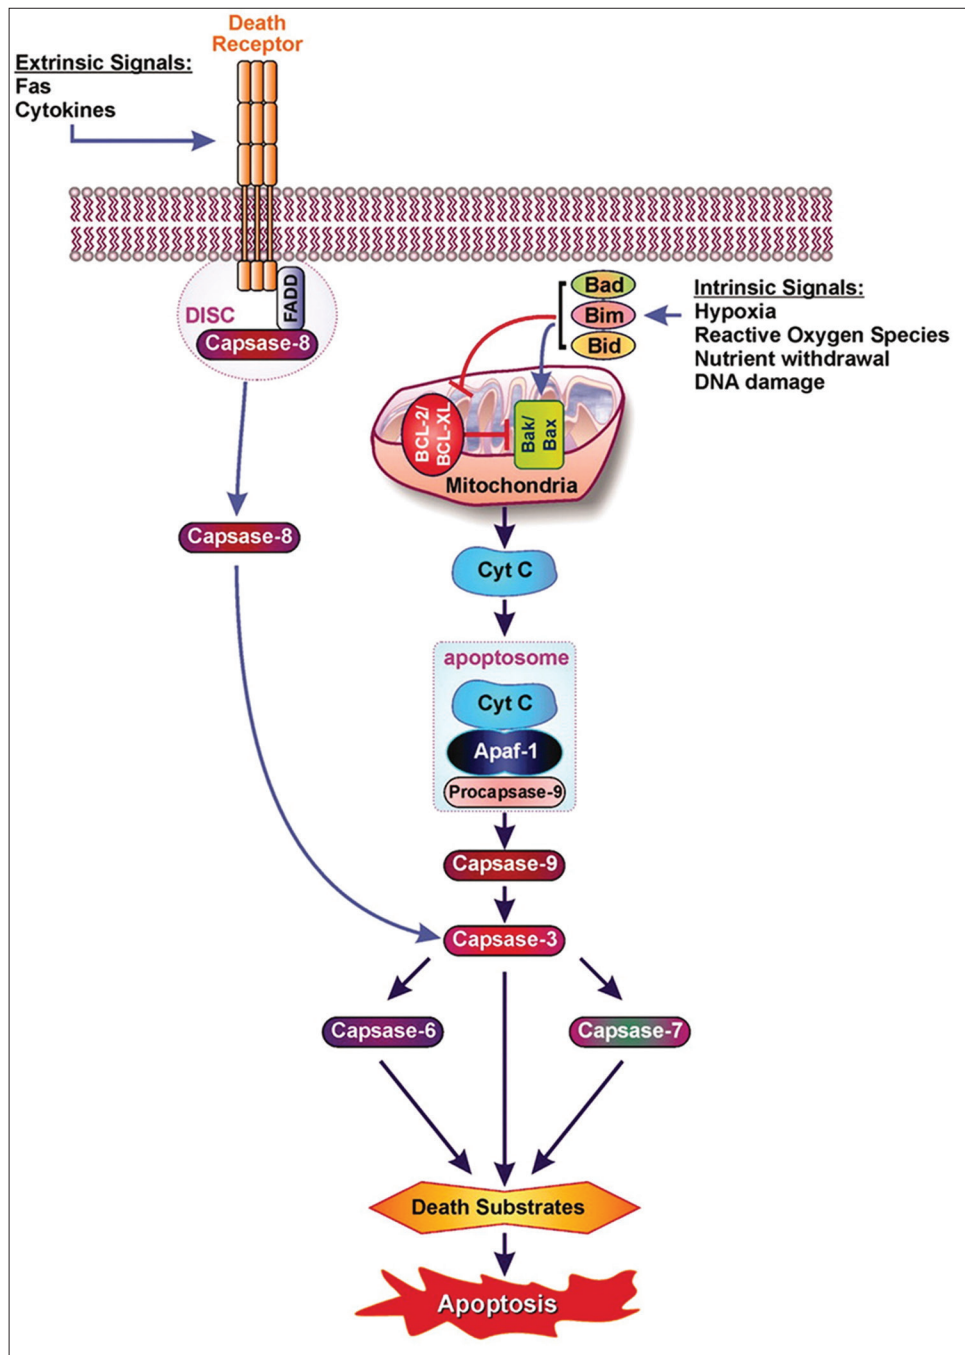 Death
Receptor
Extrinsic Signals:
Fas
Cytokines
FADD
DISC
Capsase-8
Bad
Bim
Bid
Intrinsic Signals:
Hypoxia
Reactive Oxygen Species
Nutrient withdrawal
DNA damage
BCL-2/
BCL-XL
Bak/
Bax
Mitochondria
Capsase-8
Cyt C
apoptosome
Cyt C
Apaf-1
Procapsase-9
Capsase-9
Capsase-3
Capsase-6
Capsase-7
Death Substrates
Apoptosis